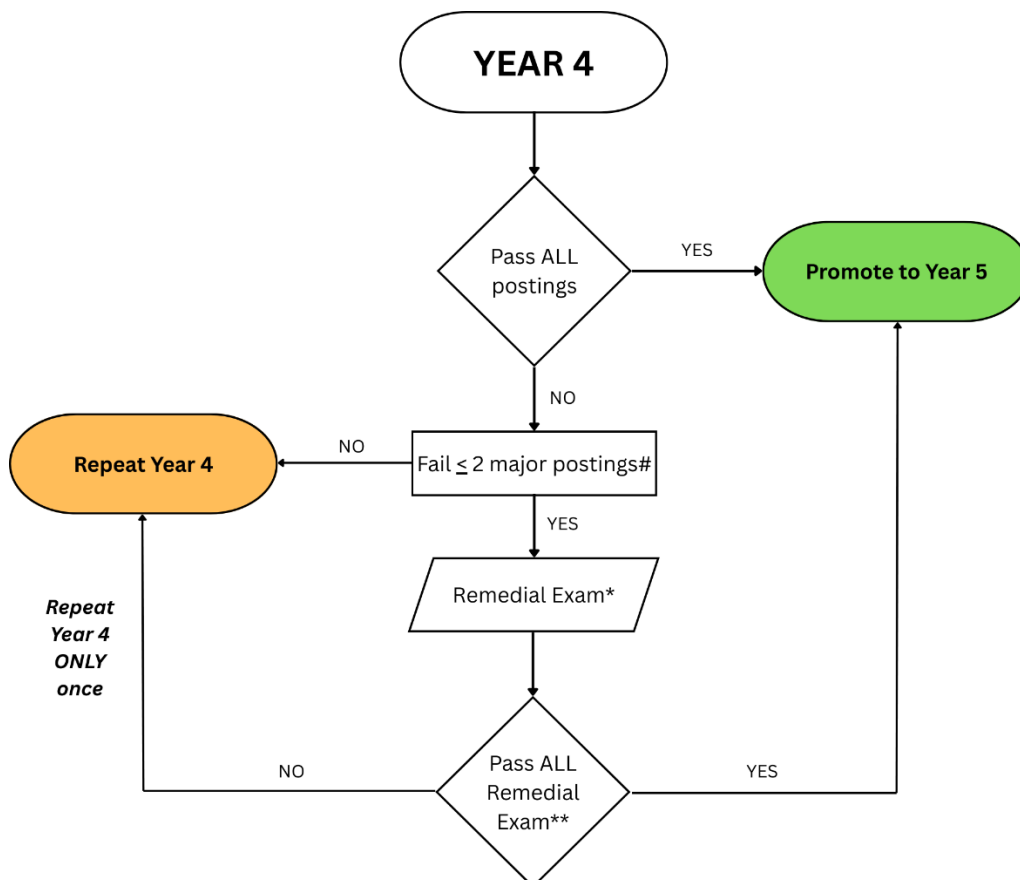 YEAR 4
Pass ALL
postings
YES
Promote to Year 5
NO
Repeat Year 4
NO
Fail ≤ 2 major postings#
YES
Remedial Exam*
Repeat
Year 4
ONLY
once
Pass ALL
Remedial
Exam**
NO
YES